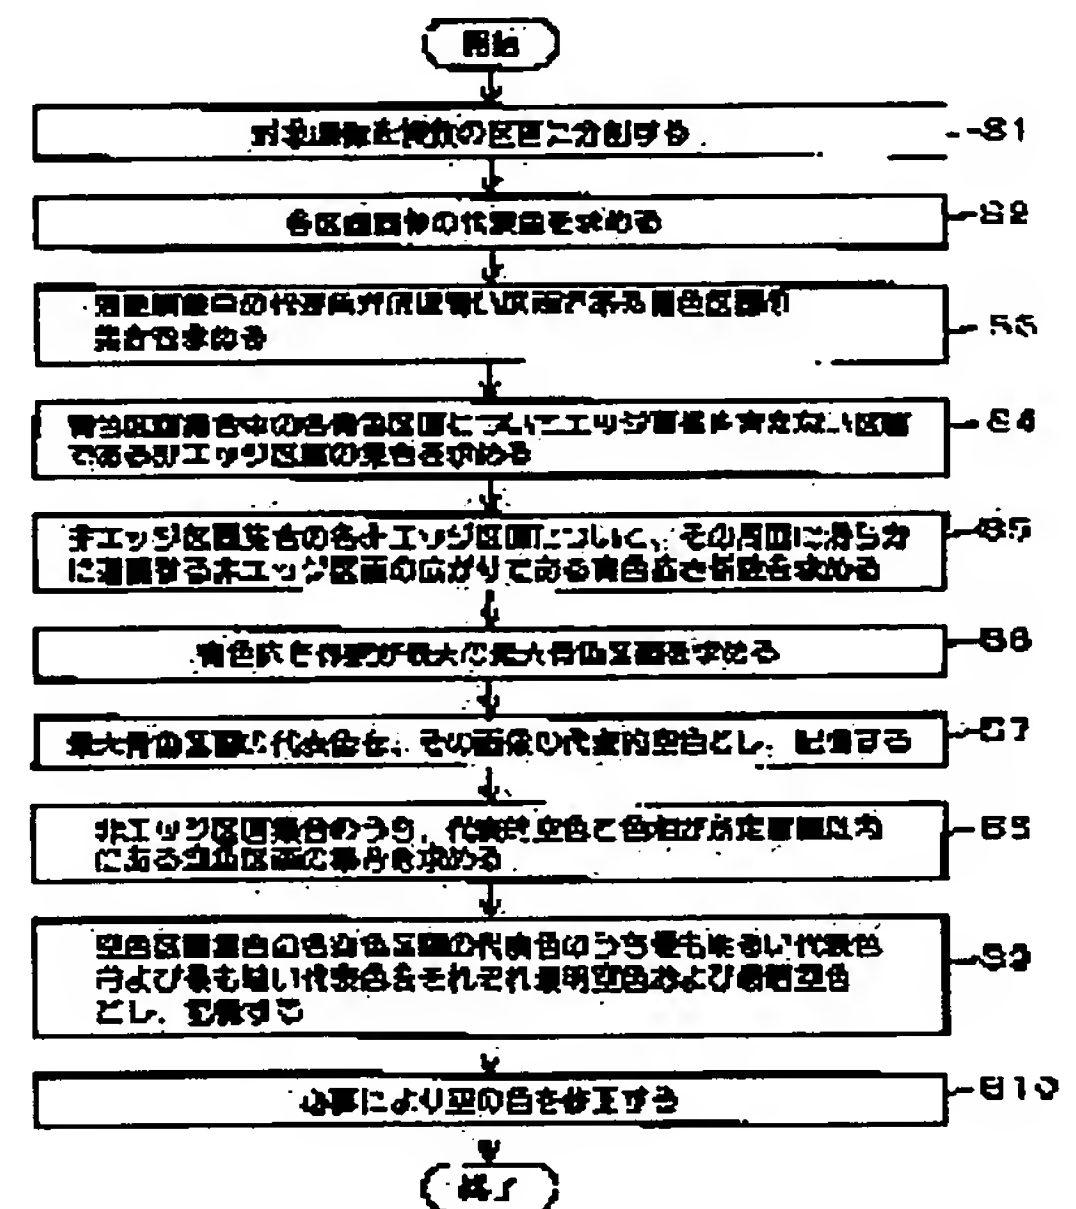 開始
対象画像を複数の区画に分割する
S1
各区画画像の代表色を求める
S2
の代表色がほぼ青い区画である青色区画の
集合を求める
青色区画集合中の各青色区画についてエッジ画像を含まない区画
である非エッジ区画の集合を求める
S4
非エッジ区画集合の各非エッジ区画について、その周囲に滑らか
に連続する非エッジ区画の広がりである青色広さ指数を求める
S5
青色広さ指数が最大の最大青色区画を求める
S6
最大青色区画の代表色を、その画像の代表的空色とし、記憶する
S7
非エッジ区画集合のうち、代表的空色と色相が所定範囲以内
にある空色区画の集合を求める
空色区画集合の各空色区画の代表色のうち最も明るい代表色
および最も暗い代表色をそれぞれ最明空色および最暗空色
とし、記憶する
S9
必要により空の色を修正する
S10
終了